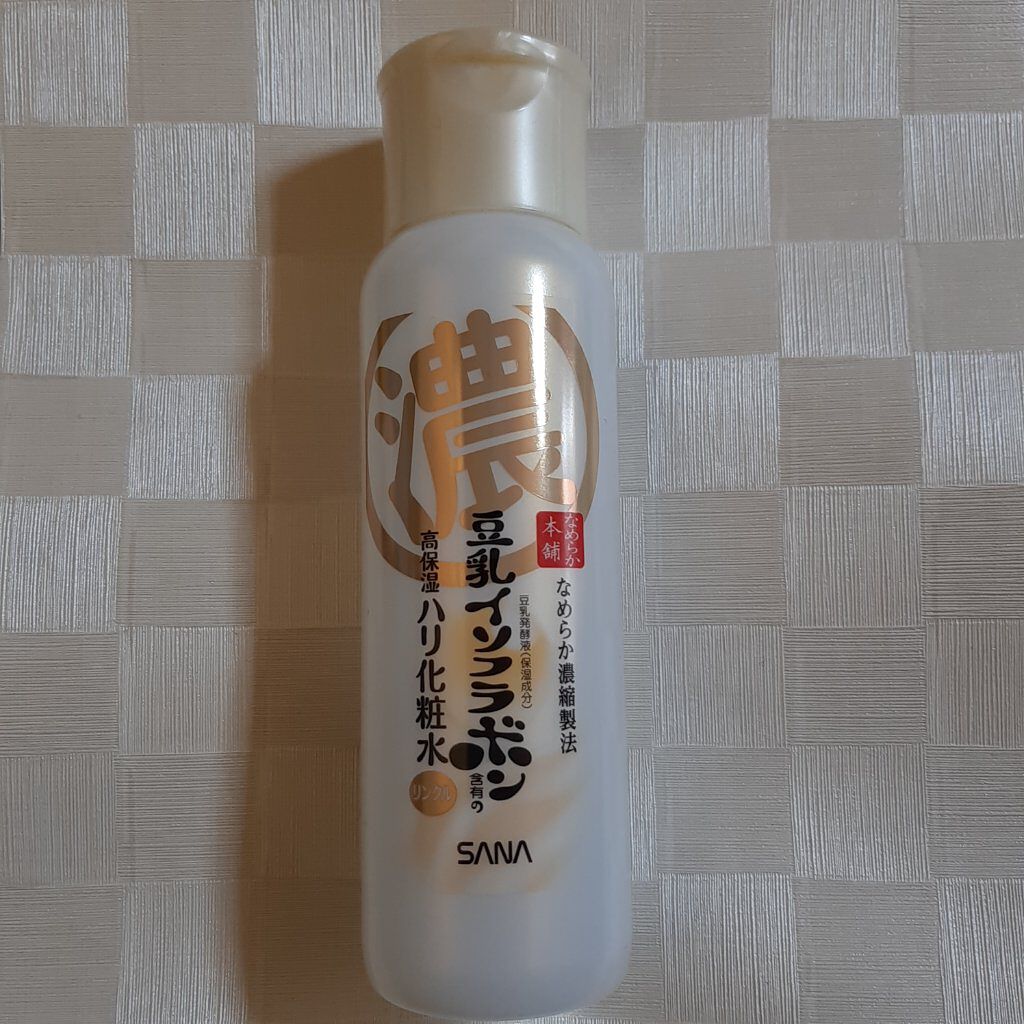 濃
なめらか
本舗
なめらか濃縮製法
豆乳発酵液(保湿成分)
豆乳イソフラボン
含有の
高保湿ハリ化粧水
リンクル
SANA